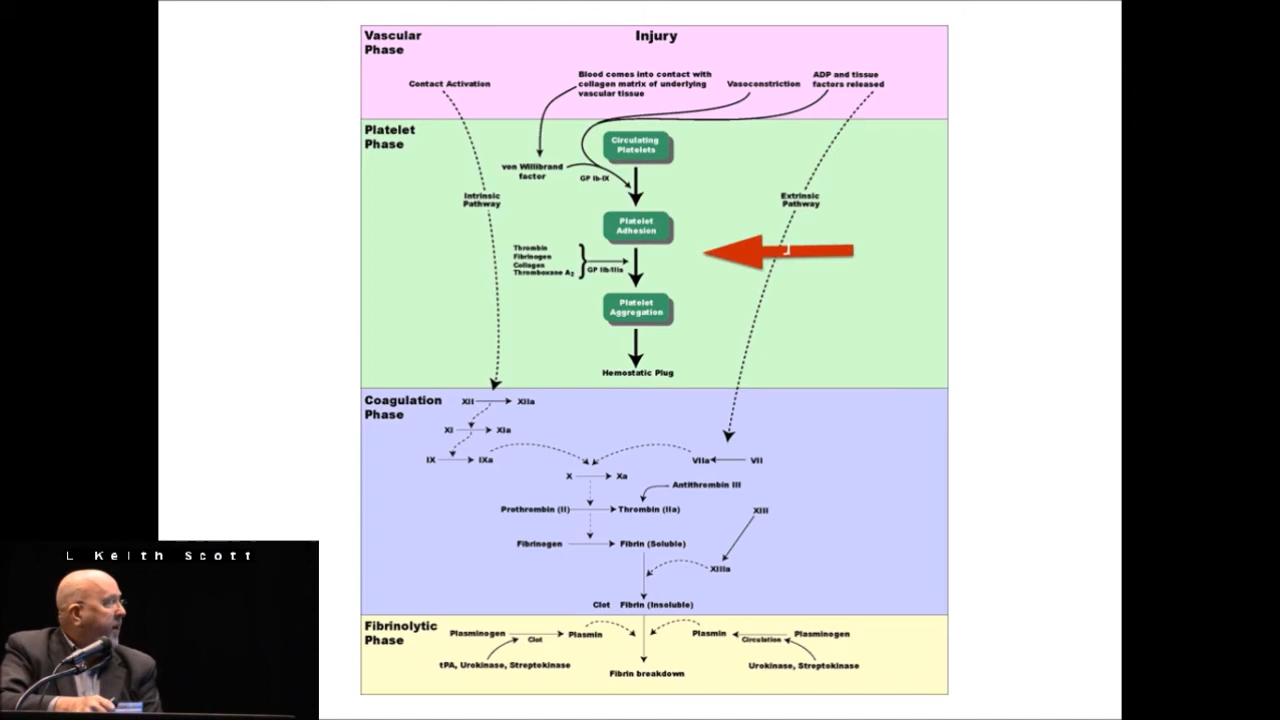 Vascular
Phase
Injury
Contact Activation
Blood comes into contact with
collagen matrix of underlying
vascular tissue
Vasoconstriction
ADP and tissue
factors released
Platelet
Phase
Circulating
Platelets
von Willibrand
factor
GP Ib-IX
Intrinsic
Pathway
Extrinsic
Pathway
Platelet
Adhesion
Thrombin
Fibrinogen
Collagen
Thromboxane A2
GP IIb/IIIa
Platelet
Aggregation
Hemostatic Plug
Coagulation
Phase
XII XIIa
XI XIa
IX IXa
VIIa VII
X Xa
Antithrombin III
Prothrombin (II) Thrombin (IIa)
XIII
Fibrinogen Fibrin (Soluble)
XIIIa
Clot Fibrin (Insoluble)
Fibrinolytic
Phase
Plasminogen Clot Plasmin
Plasmin Circulation Plasminogen
tPA, Urokinase, Streptokinase
Urokinase, Streptokinase
Fibrin breakdown
L Keith Scott